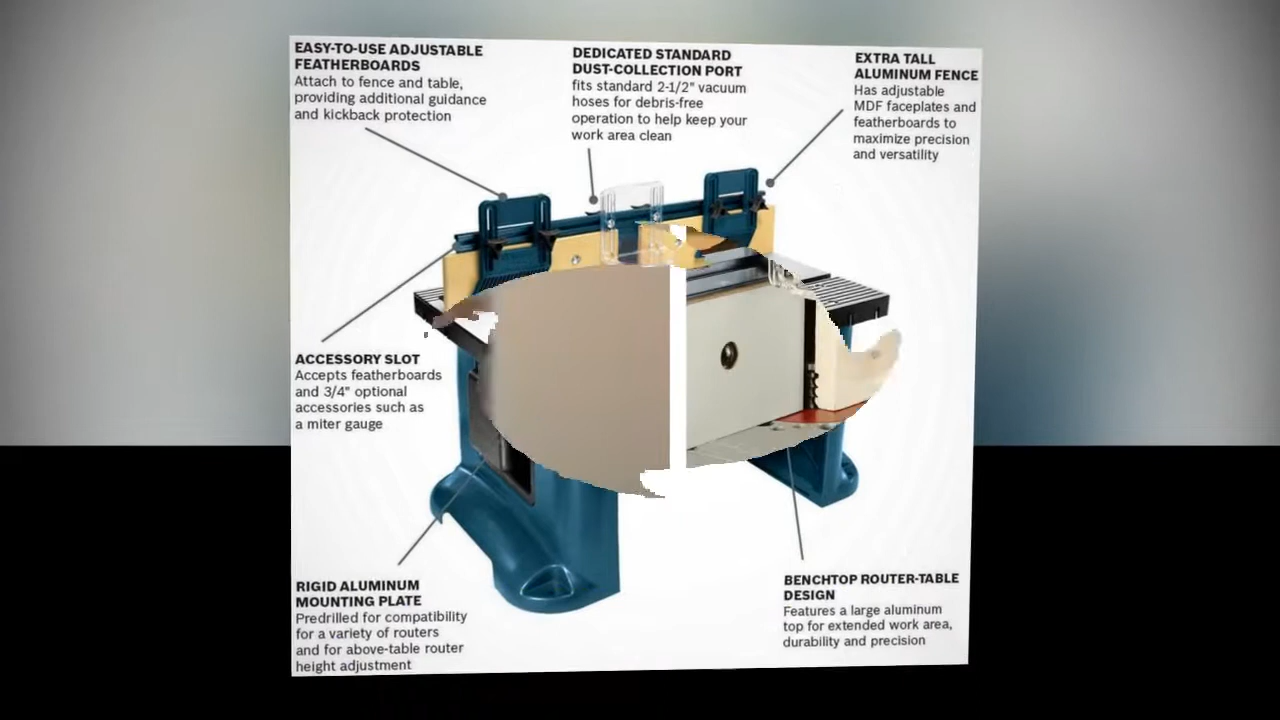 EASY-TO-USE ADJUSTABLE
FEATHERBOARDS
Attach to fence and table,
providing additional guidance
and kickback protection
DEDICATED STANDARD
DUST-COLLECTION PORT
fits standard 2-1/2" vacuum
hoses for debris-free
operation to help keep your
work area clean
EXTRA TALL
ALUMINUM FENCE
Has adjustable
MDF faceplates and
featherboards to
maximize precision
and versatility
ACCESSORY SLOT
Accepts featherboards
and 3/4" optional
accessories such as
a miter gauge
RIGID ALUMINUM
MOUNTING PLATE
Predrilled for compatibility
for a variety of routers
and for above-table router
height adjustment
BENCHTOP ROUTER-TABLE
DESIGN
Features a large aluminum
top for extended work area,
durability and precision